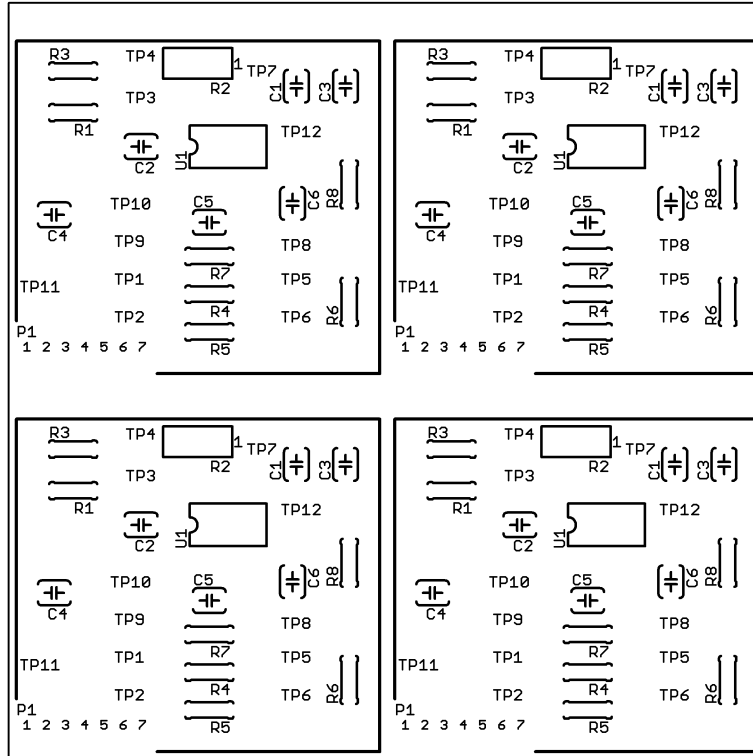 R3 TP4 1 TP7 R2 C1 C3
TP3
R1 TP12
C2 U1
TP10 C5 C6 R8
C4
TP9 TP8
R7
TP1 TP5
TP11
R4
TP2 TP6 R6
P1
R5
1 2 3 4 5 6 7
R3 TP4 1 TP7 R2 C1 C3
TP3
R1 TP12
C2 U1
TP10 C5 C6 R8
C4
TP9 TP8
R7
TP1 TP5
TP11
R4
TP2 TP6 R6
P1
R5
1 2 3 4 5 6 7
R3 TP4 1 TP7 R2 C1 C3
TP3
R1 TP12
C2 U1
TP10 C5 C6 R8
C4
TP9 TP8
R7
TP1 TP5
TP11
R4
TP2 TP6 R6
P1
R5
1 2 3 4 5 6 7
R3 TP4 1 TP7 R2 C1 C3
TP3
R1 TP12
C2 U1
TP10 C5 C6 R8
C4
TP9 TP8
R7
TP1 TP5
TP11
R4
TP2 TP6 R6
P1
R5
1 2 3 4 5 6 7